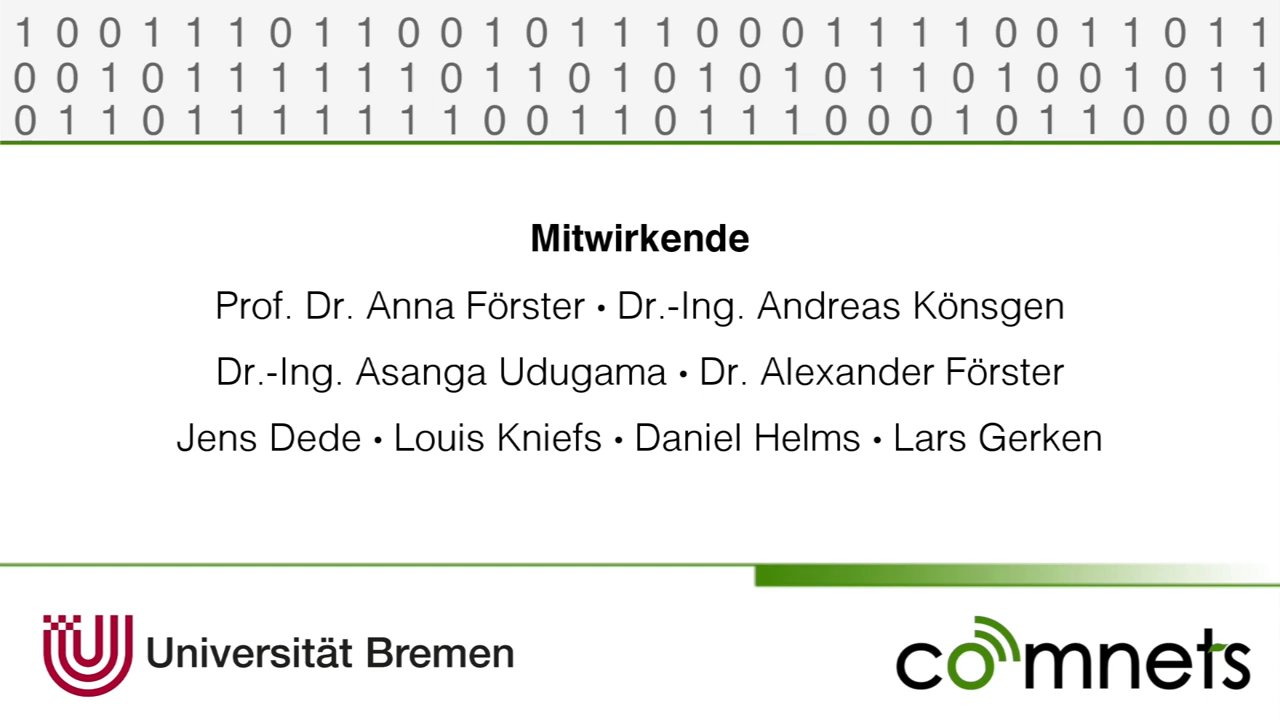 1 0 0 1 1 1 0 1 1 0 0 1 0 1 1 1 0 0 0 1 1 1 1 0 0 1 1 0 1 1
0 0 1 0 1 1 1 1 1 1 0 1 1 0 1 0 1 0 1 0 1 1 0 1 0 0 1 0 1 1
0 1 1 0 1 1 1 1 1 1 1 0 0 1 1 0 1 1 1 0 0 0 1 0 1 1 0 0 0 0
Mitwirkende
Prof. Dr. Anna Förster • Dr.-Ing. Andreas Könsgen
Dr.-Ing. Asanga Udugama • Dr. Alexander Förster
Jens Dede • Louis Kniefs • Daniel Helms • Lars Gerken
Universität Bremen
comnets